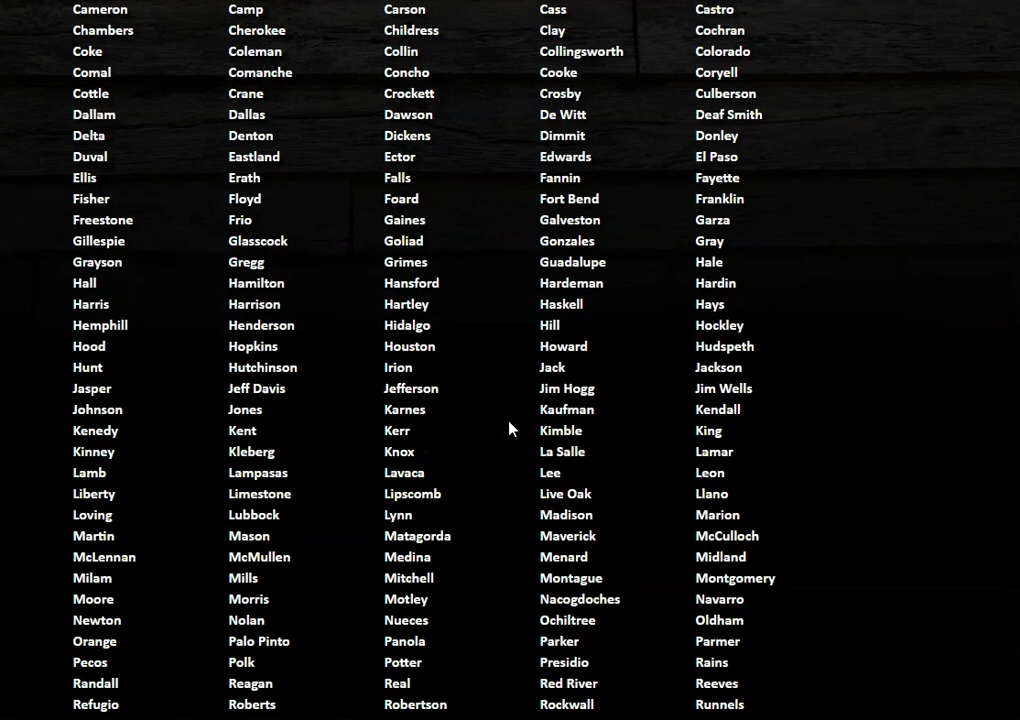 Cameron Camp Carson Cass Castro
Chambers Cherokee Childress Clay Cochran
Coke Coleman Collin Collingsworth Colorado
Comal Comanche Concho Cooke Coryell
Cottle Crane Crockett Crosby Culberson
Dallam Dallas Dawson De Witt Deaf Smith
Delta Denton Dickens Dimmit Donley
Duval Eastland Ector Edwards El Paso
Ellis Erath Falls Fannin Fayette
Fisher Floyd Foard Fort Bend Franklin
Freestone Frio Gaines Galveston Garza
Gillespie Glasscock Goliad Gonzales Gray
Grayson Gregg Grimes Guadalupe Hale
Hall Hamilton Hansford Hardeman Hardin
Harris Harrison Hartley Haskell Hays
Hemphill Henderson Hidalgo Hill Hockley
Hood Hopkins Houston Howard Hudspeth
Hunt Hutchinson Irion Jack Jackson
Jasper Jeff Davis Jefferson Jim Hogg Jim Wells
Johnson Jones Karnes Kaufman Kendall
Kenedy Kent Kerr Kimble King
Kinney Kleberg Knox La Salle Lamar
Lamb Lampasas Lavaca Lee Leon
Liberty Limestone Lipscomb Live Oak Llano
Loving Lubbock Lynn Madison Marion
Martin Mason Matagorda Maverick McCulloch
McLennan McMullen Medina Menard Midland
Milam Mills Mitchell Montague Montgomery
Moore Morris Motley Nacogdoches Navarro
Newton Nolan Nueces Ochiltree Oldham
Orange Palo Pinto Panola Parker Parmer
Pecos Polk Potter Presidio Rains
Randall Reagan Real Red River Reeves
Refugio Roberts Robertson Rockwall Runnels